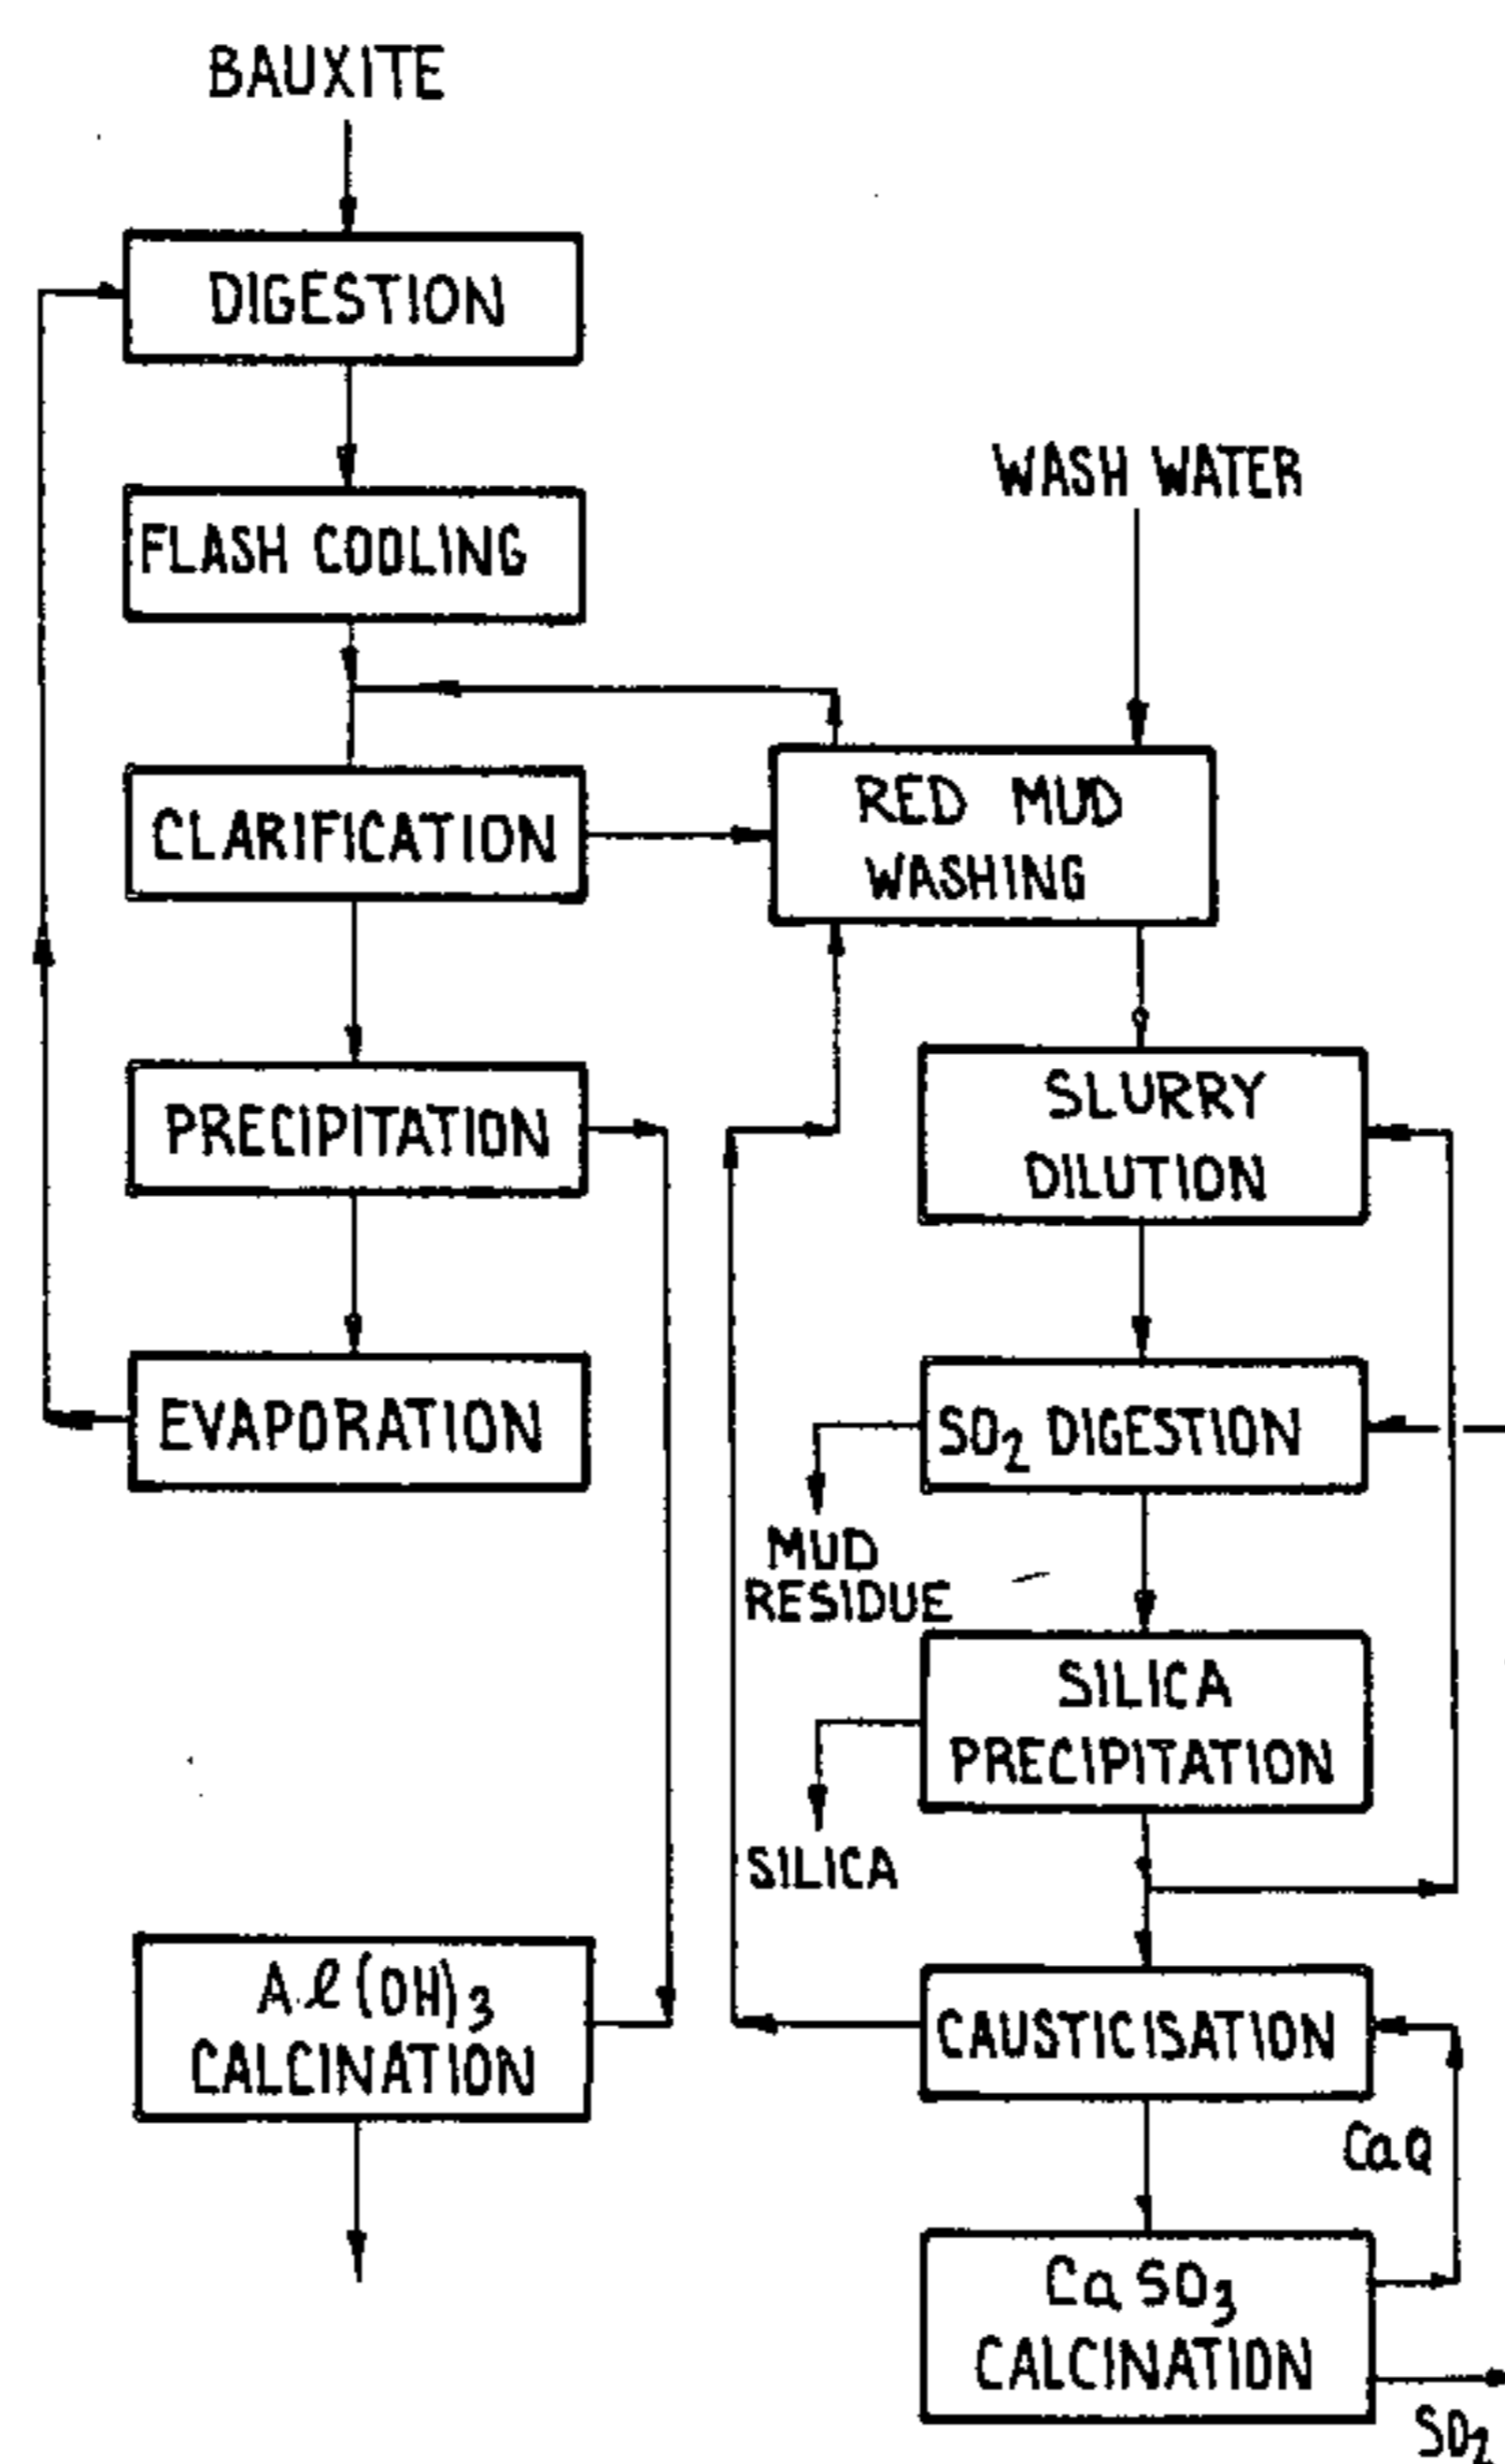 BAUXITE
DIGESTION
FLASH COOLING
WASH WATER
CLARIFICATION
RED MUD
WASHING
PRECIPITATION
SLURRY
DILUTION
EVAPORATION
SO2 DIGESTION
MUD
RESIDUE
SILICA
PRECIPITATION
SILICA
Al(OH)3
CALCINATION
CAUSTICISATION
CaO
CaSO3
CALCINATION
SO2